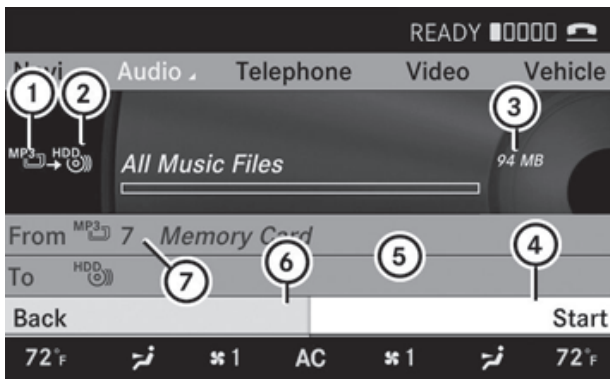 READY
Navi Audio Telephone Video Vehicle
1 2 3
MP3 HDD
All Music Files 94 MB
From MP3 7 Memory Card
4
5
6
7
To HDD
Back Start
72°F 1 AC 1 72°F